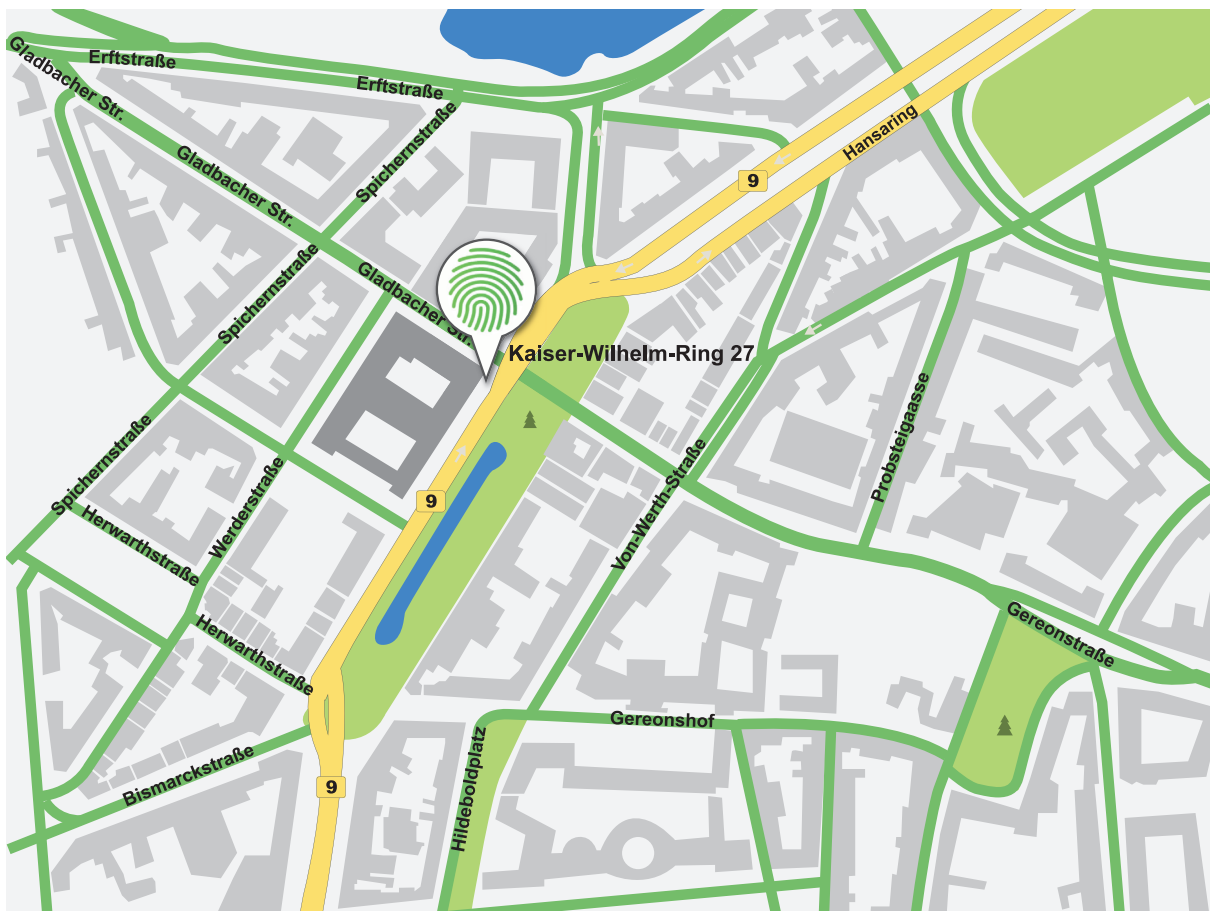 Erftstraße
Gladbacher Str.
Erftstraße
Spichernstraße
Hansaring
Gladbacher Str.
9
Spichernstraße
Gladbacher Str.
Kaiser-Wilhelm-Ring 27
Probsteigaasse
Spichernstraße
9
Von-Werth-Straße
Werderstraße
Herwarthstraße
Gereonstraße
Herwarthstraße
Gereonshof
Bismarckstraße
Hildeboldplatz
9